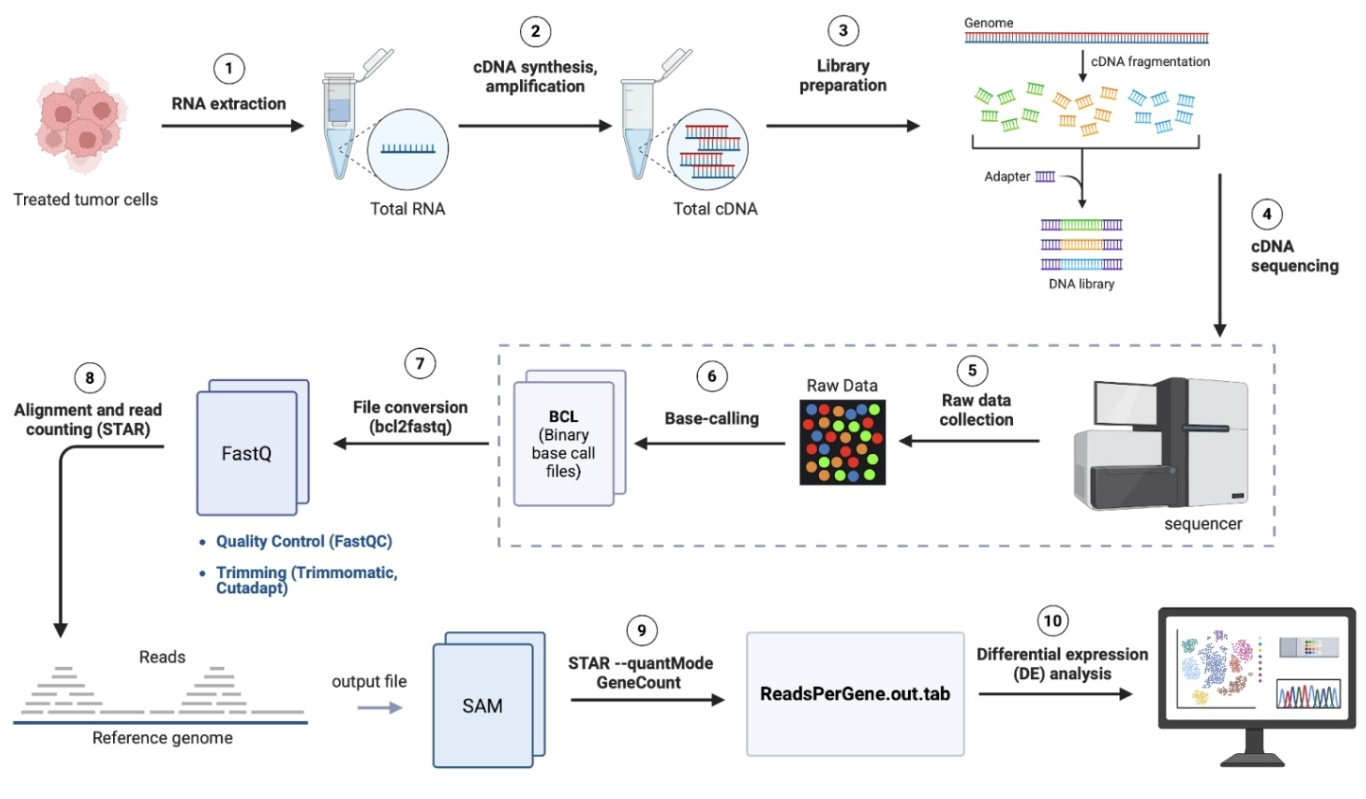 1
RNA extraction
Treated tumor cells
Total RNA
2
cDNA synthesis,
amplification
Total cDNA
3
Library
preparation
Genome
cDNA fragmentation
Adapter
DNA library
4
cDNA
sequencing
sequencer
5
Raw data
collection
Raw Data
6
Base-calling
BCL
(Binary
base call
files)
7
File conversion
(bcl2fastq)
FastQ
• Quality Control (FastQC)
• Trimming (Trimmomatic,
Cutadapt)
8
Alignment and read
counting (STAR)
Reads
Reference genome
output file
SAM
9
STAR --quantMode
GeneCount
ReadsPerGene.out.tab
10
Differential expression
(DE) analysis